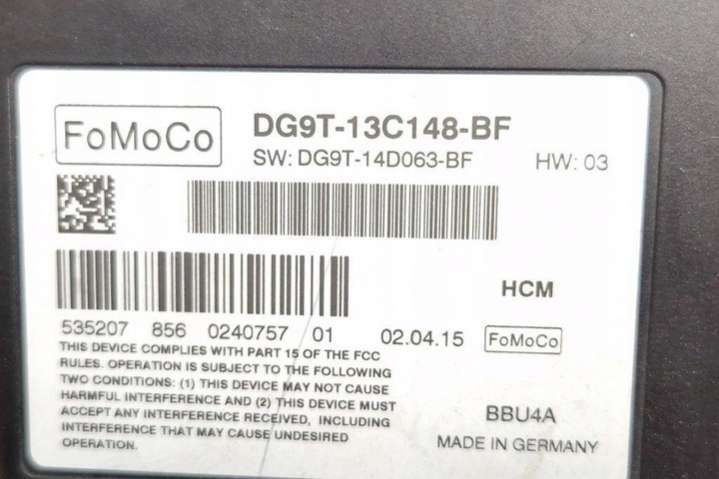 FoMoCo
DG9T-13C148-BF
SW: DG9T-14D063-BF HW: 03
HCM
535207 856 0240757 01 02.04.15 FoMoCo
THIS DEVICE COMPLIES WITH PART 15 OF THE FCC
RULES. OPERATION IS SUBJECT TO THE FOLLOWING
TWO CONDITIONS: (1) THIS DEVICE MAY NOT CAUSE
HARMFUL INTERFERENCE AND (2) THIS DEVICE MUST
ACCEPT ANY INTERFERENCE RECEIVED, INCLUDING
INTERFERENCE THAT MAY CAUSE UNDESIRED
OPERATION.
BBU4A
MADE IN GERMANY